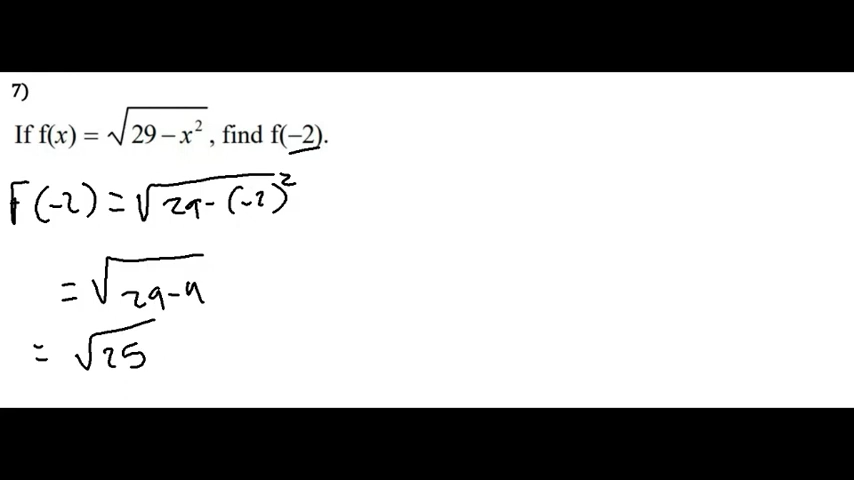 7)
If f(x) = √29 − x², find f(−2).
F(-2) = √29-(-2)²
= √29-4
= √25